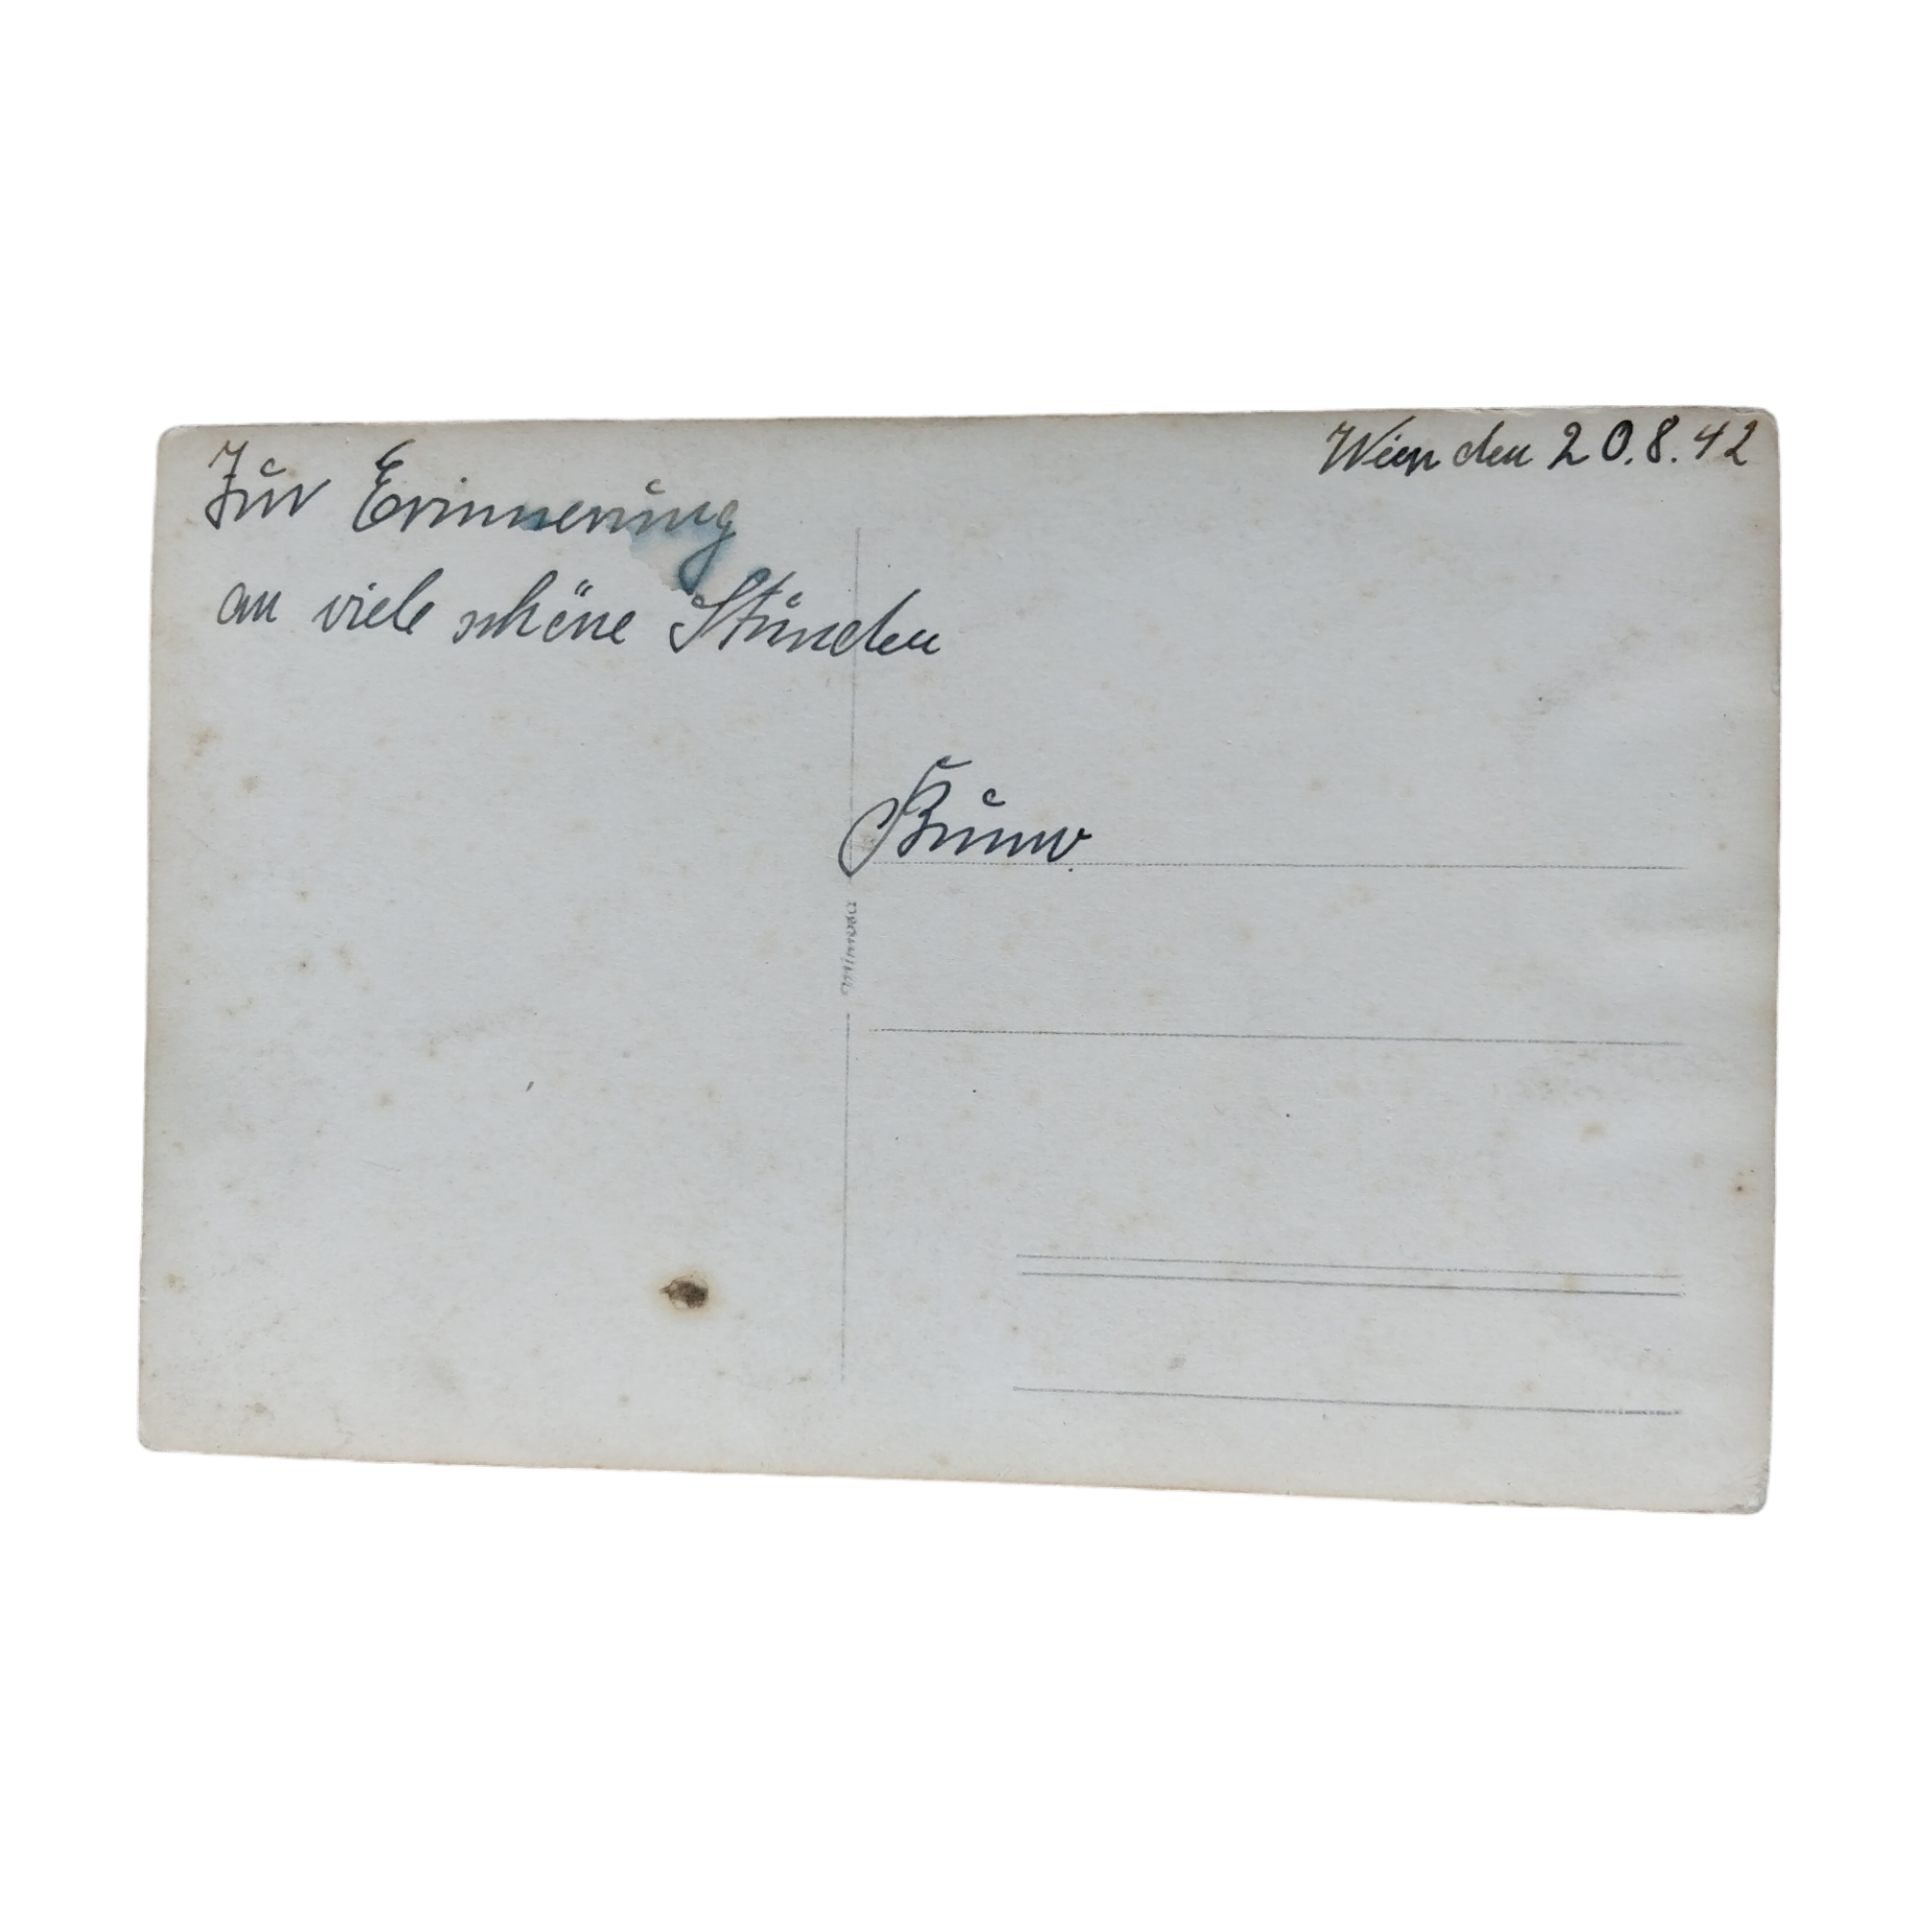 Wien den 20.8.42
Zur Erinnerung
an viele schöne Stunden
Bruno.